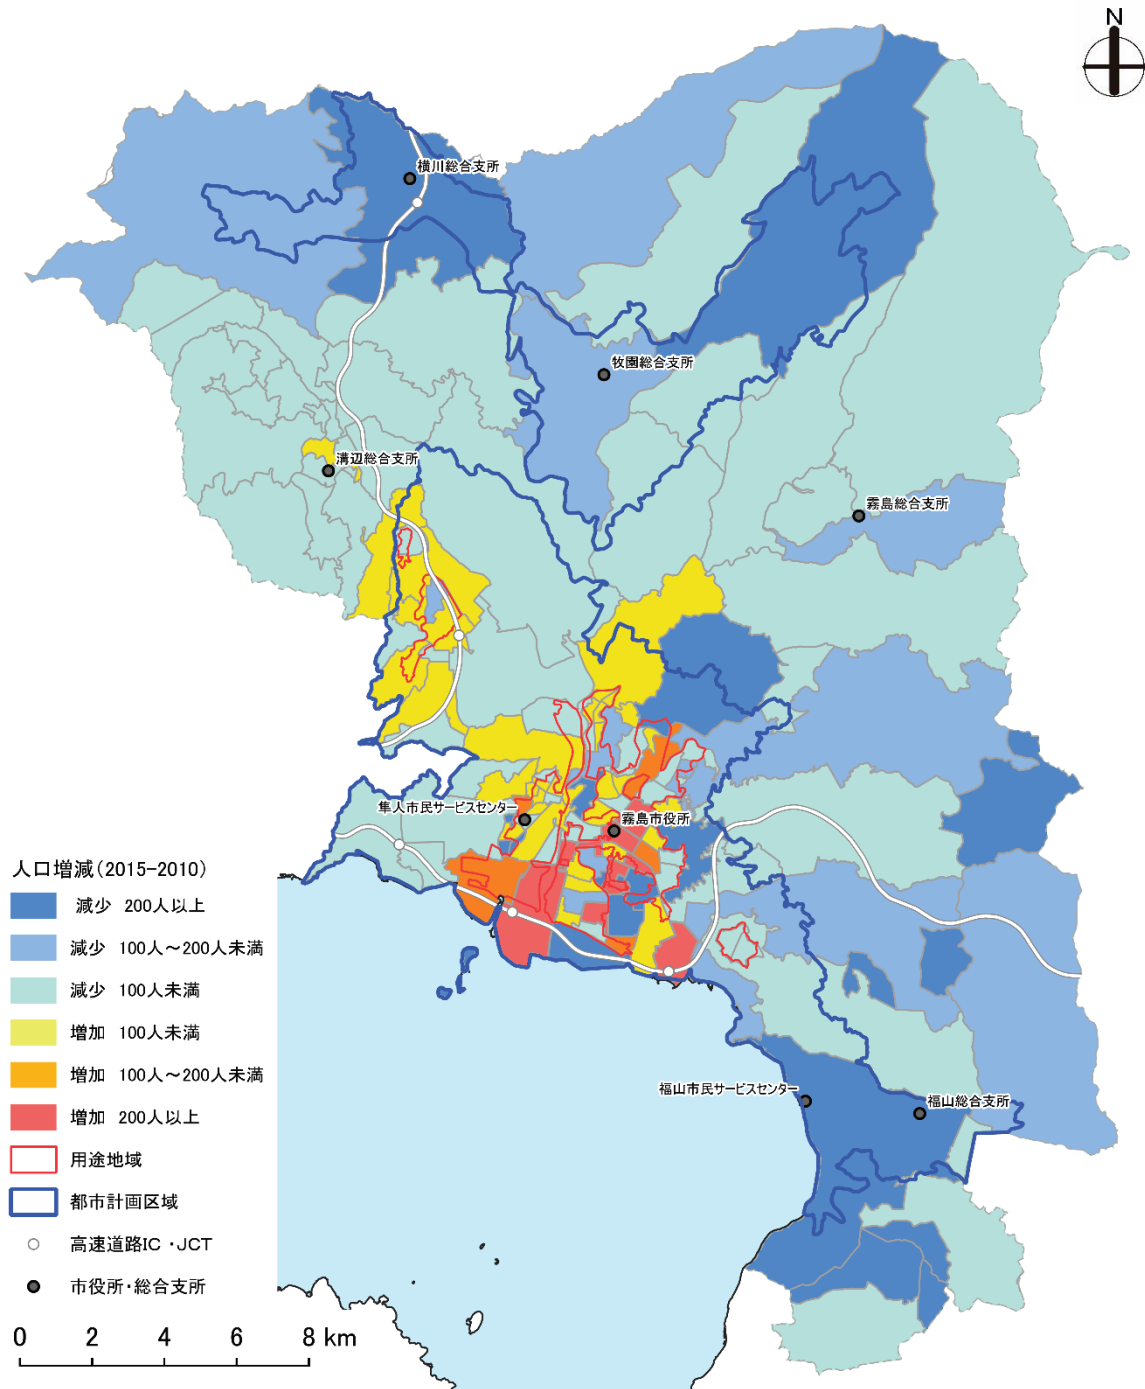 N
横川総合支所
牧園総合支所
溝辺総合支所
霧島総合支所
隼人市民サービスセンター
霧島市役所
福山市民サービスセンター
福山総合支所
人口増減(2015-2010)
減少 200人以上
減少 100人~200人未満
減少 100人未満
増加 100人未満
増加 100人~200人未満
増加 200人以上
用途地域
都市計画区域
高速道路IC・JCT
市役所・総合支所
0 2 4 6 8 km